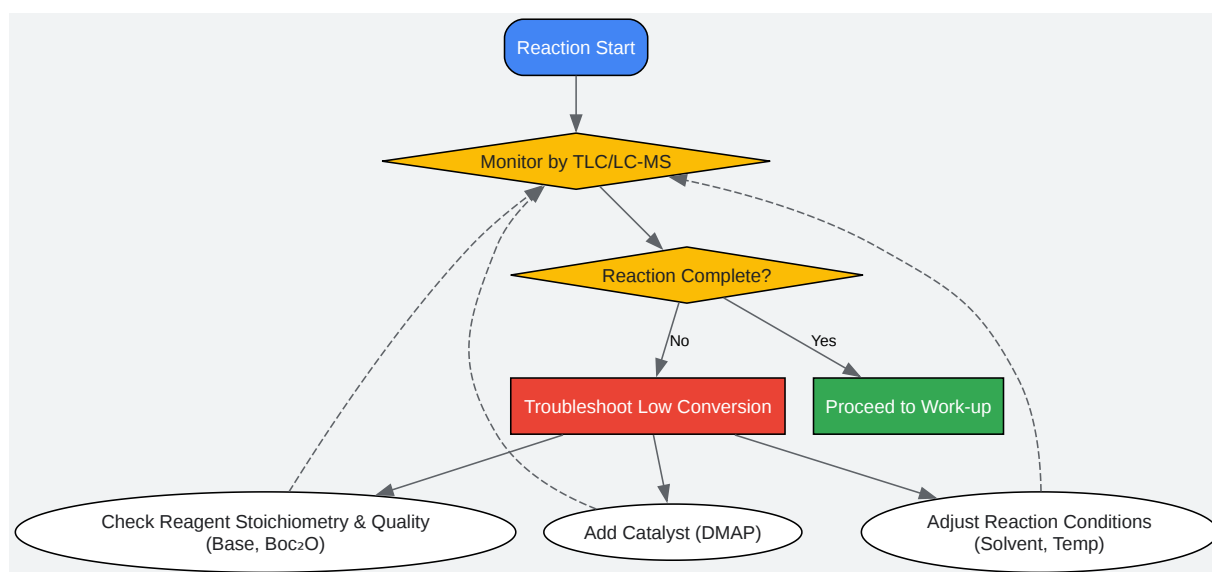 Reaction Start
Monitor by TLC/LC-MS
Reaction Complete?
No
Yes
Troubleshoot Low Conversion
Proceed to Work-up
Check Reagent Stoichiometry & Quality
(Base, Boc₂O)
Add Catalyst (DMAP)
Adjust Reaction Conditions
(Solvent, Temp)